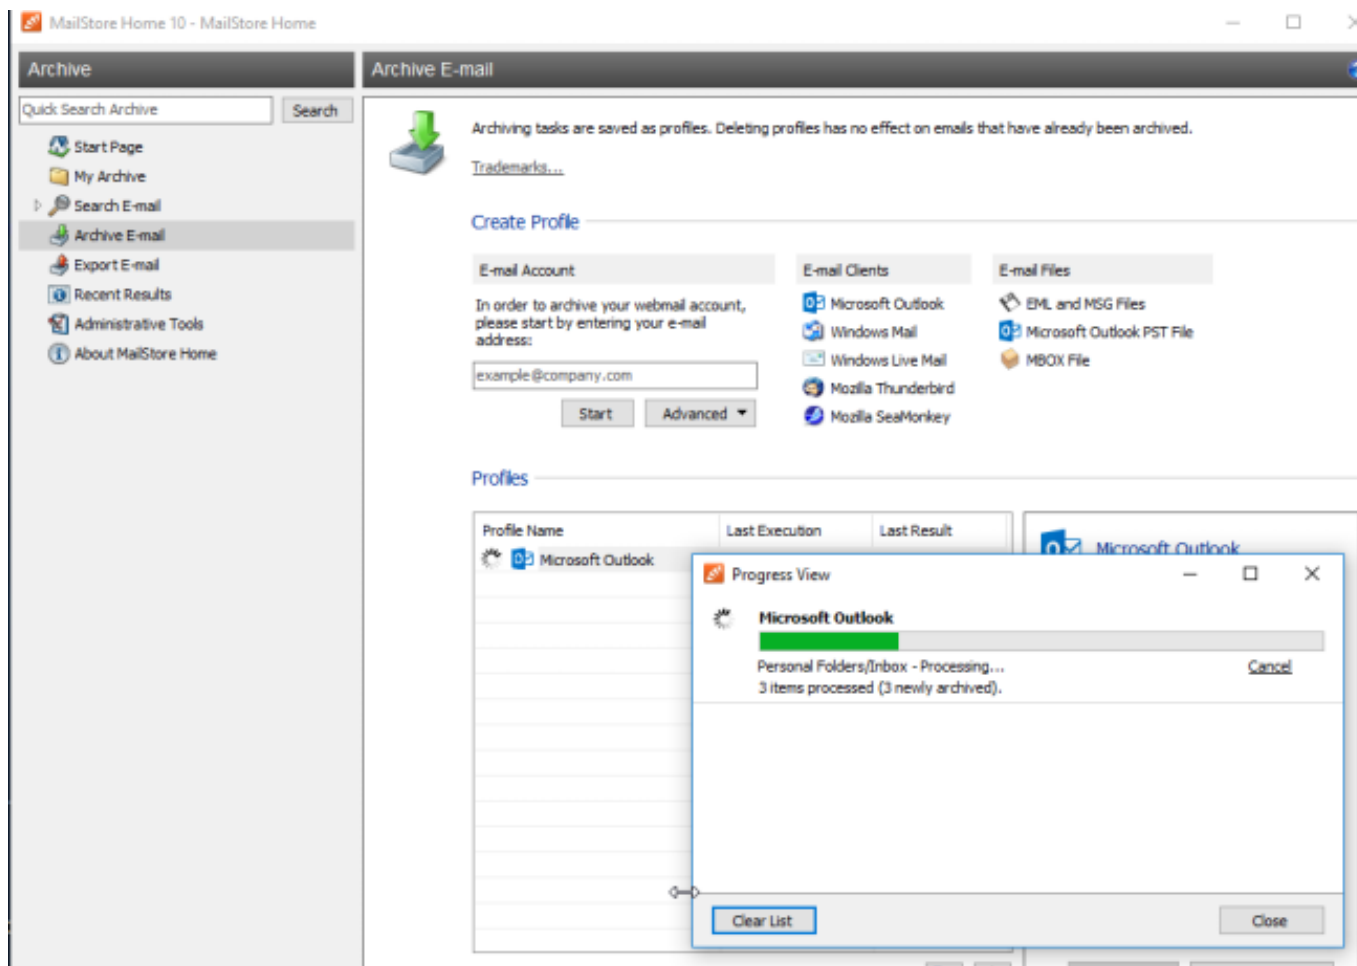 MailStore Home 10 - MailStore Home
Archive
Archive E-mail
Quick Search Archive
Search
Start Page
My Archive
Search E-mail
Archive E-mail
Export E-mail
Recent Results
Administrative Tools
About MailStore Home
Archiving tasks are saved as profiles. Deleting profiles has no effect on emails that have already been archived.
Trademarks...
Create Profile
E-mail Account
In order to archive your webmail account,
please start by entering your e-mail
address:
example@company.com
Start
Advanced
E-mail Clients
Microsoft Outlook
Windows Mail
Windows Live Mail
Mozilla Thunderbird
Mozilla SeaMonkey
E-mail Files
EML and MSG Files
Microsoft Outlook PST File
MBOX File
Profiles
Profile Name
Last Execution
Last Result
Microsoft Outlook
Microsoft Outlook
Progress View
Microsoft Outlook
Personal Folders/Inbox - Processing...
Cancel
3 items processed (3 newly archived).
Clear List
Close